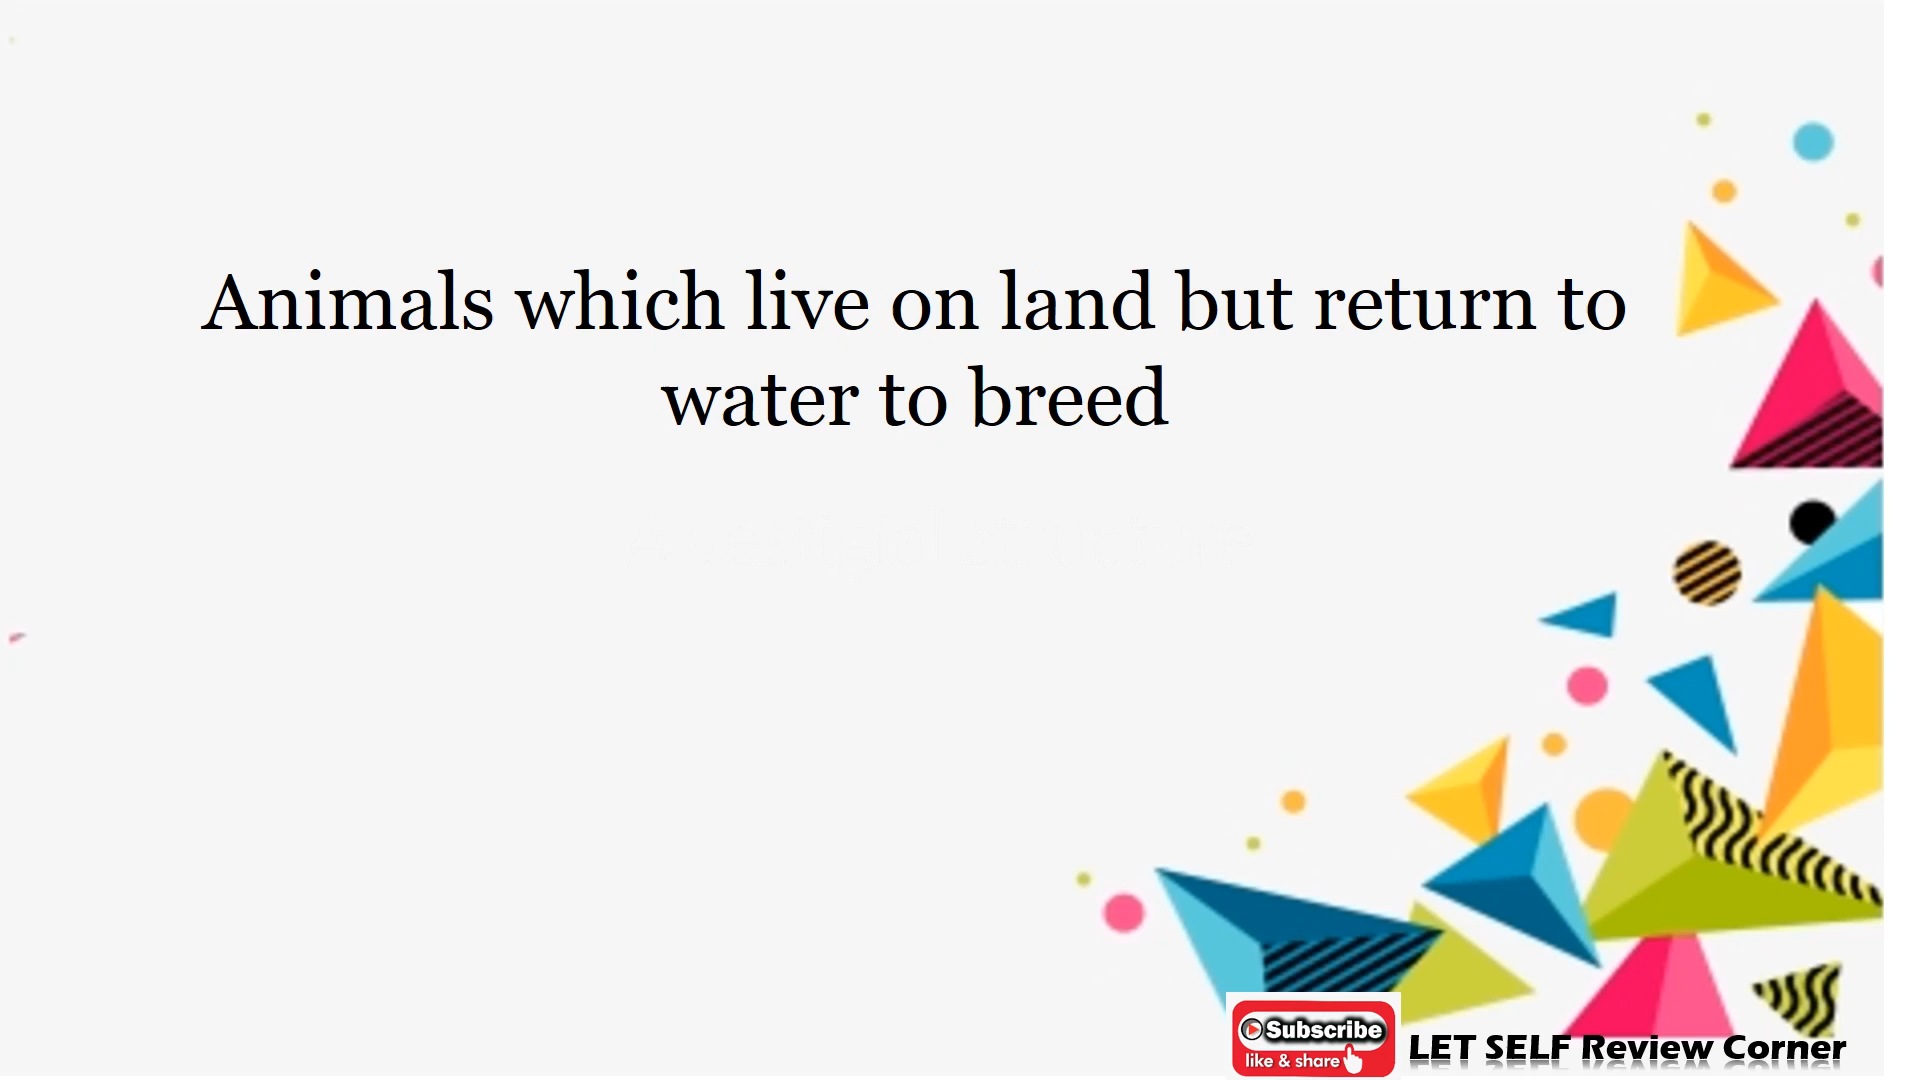 Animals which live on land but return to
water to breed
Subscribe
like & share
LET SELF Review Corner